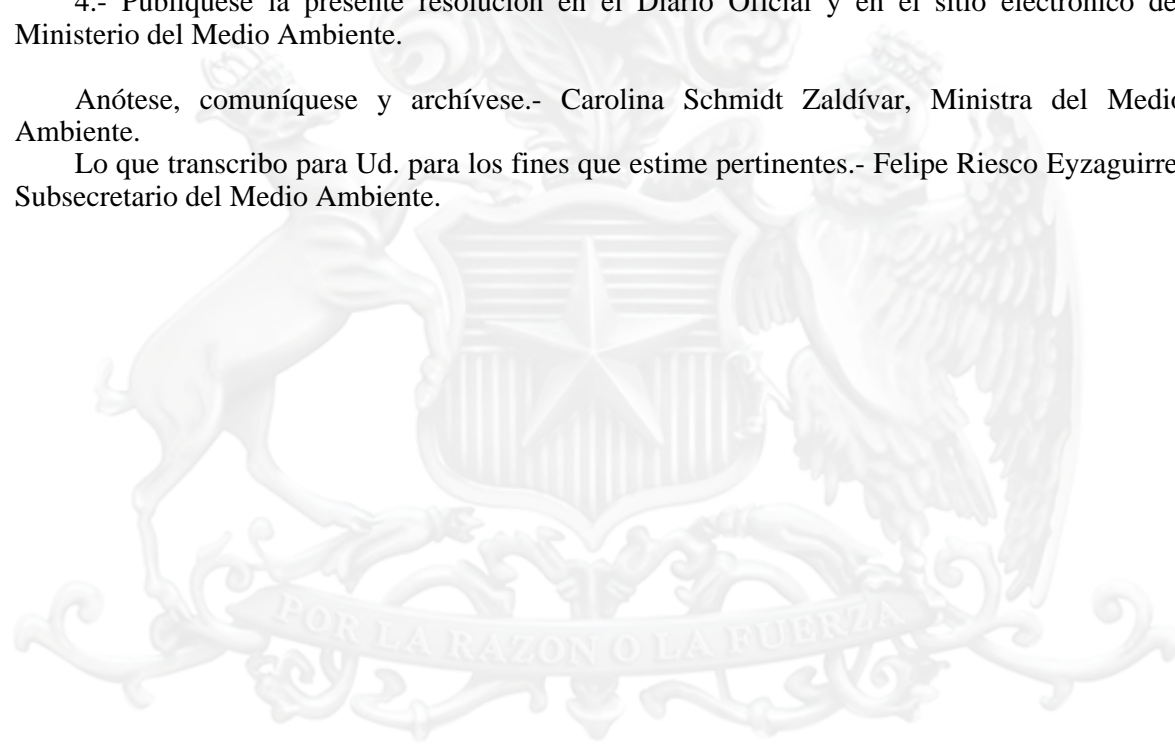 4.- Publíquese la presente resolución en el Diario Oficial y en el sitio electrónico de
Ministerio del Medio Ambiente.
Anótese, comuníquese y archívese.- Carolina Schmidt Zaldívar, Ministra del Medio
Ambiente.
Lo que transcribo para Ud. para los fines que estime pertinentes.- Felipe Riesco Eyzaguirre
Subsecretario del Medio Ambiente.
POR LA RAZON O LA FUERZA